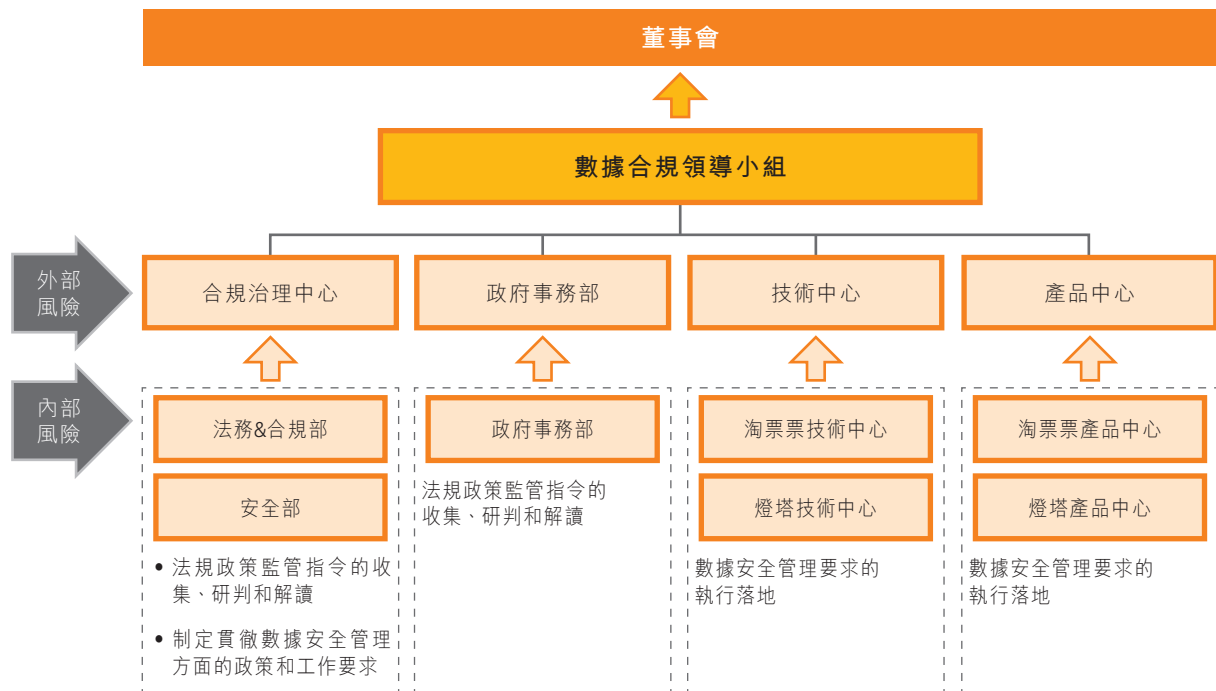 董事會
數據合規領導小組
外部
風險
合規治理中心
政府事務部
技術中心
產品中心
內部
風險
法務&合規部
安全部
• 法規政策監管指令的收
集、研判和解讀
• 制定貫徹數據安全管理
方面的政策和工作要求
政府事務部
法規政策監管指令的
收集、研判和解讀
淘票票技術中心
燈塔技術中心
數據安全管理要求的
執行落地
淘票票產品中心
燈塔產品中心
數據安全管理要求的
執行落地